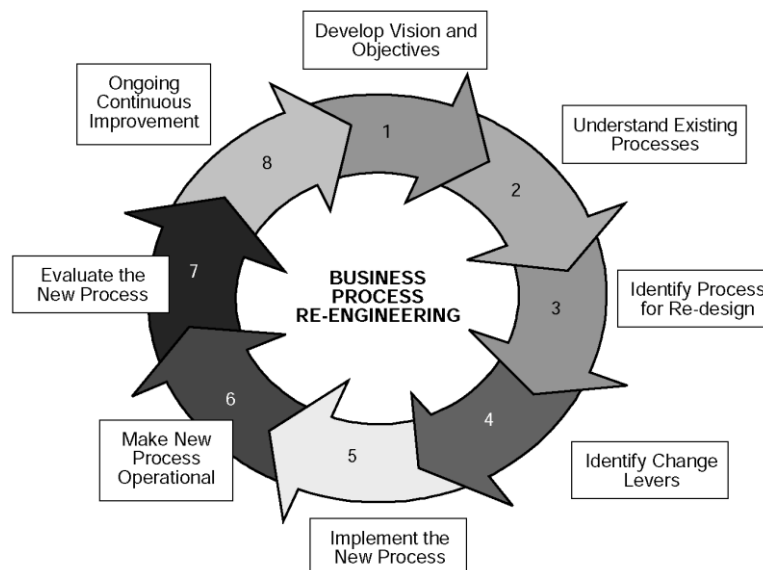 Develop Vision and
Objectives
1
Understand Existing
Processes
2
Identify Process
for Re-design
3
Identify Change
Levers
4
Implement the
New Process
5
Make New
Process
Operational
6
Evaluate the
New Process
7
Ongoing
Continuous
Improvement
8
BUSINESS
PROCESS
RE-ENGINEERING